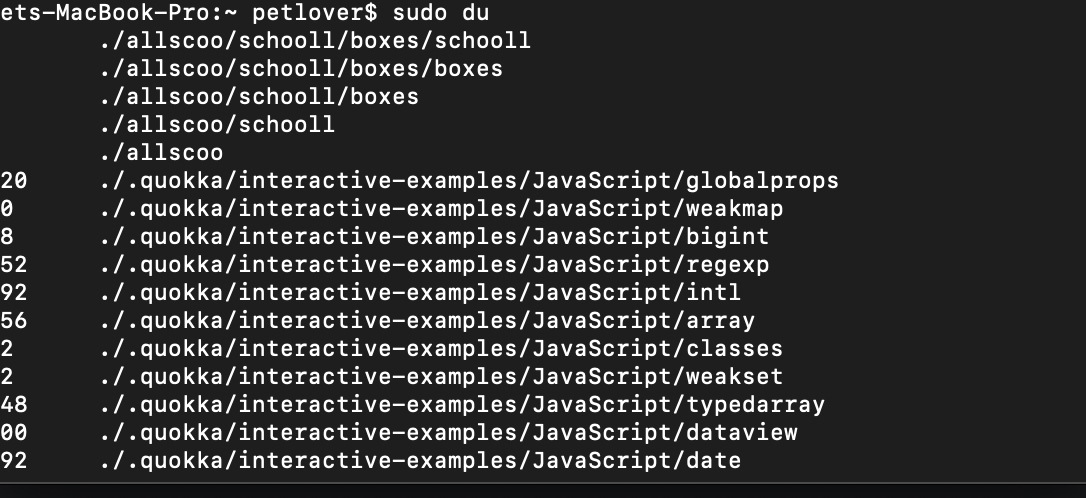 ets-MacBook-Pro:~ petlover$ sudo du
./allscoo/schooll/boxes/schooll
./allscoo/schooll/boxes/boxes
./allscoo/schooll/boxes
./allscoo/schooll
./allscoo
20 ./.quokka/interactive-examples/JavaScript/globalprops
0 ./.quokka/interactive-examples/JavaScript/weakmap
8 ./.quokka/interactive-examples/JavaScript/bigint
52 ./.quokka/interactive-examples/JavaScript/regexp
92 ./.quokka/interactive-examples/JavaScript/intl
56 ./.quokka/interactive-examples/JavaScript/array
2 ./.quokka/interactive-examples/JavaScript/classes
2 ./.quokka/interactive-examples/JavaScript/weakset
48 ./.quokka/interactive-examples/JavaScript/typedarray
00 ./.quokka/interactive-examples/JavaScript/dataview
92 ./.quokka/interactive-examples/JavaScript/date